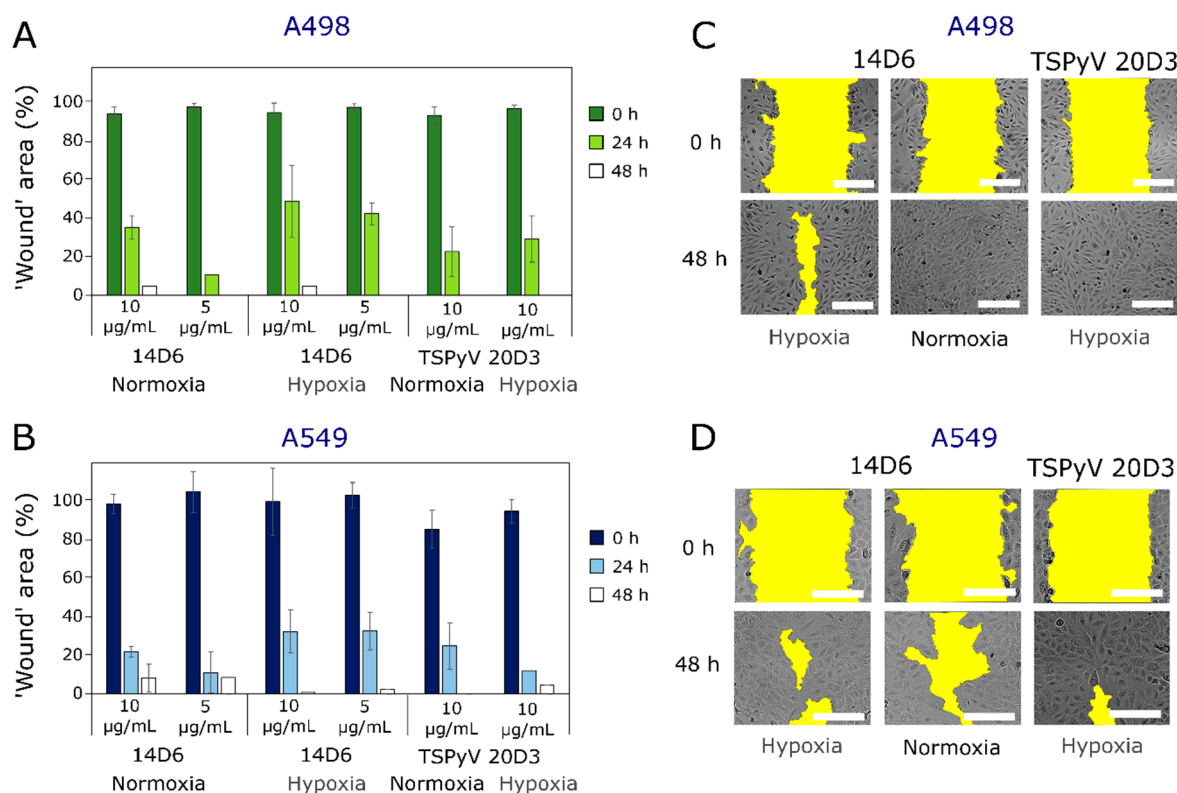 A
A498
'Wound' area (%)
100
80
60
40
20
0
0 h
24 h
48 h
10 5 10 5 10 10
µg/mL µg/mL µg/mL µg/mL µg/mL µg/mL
14D6 14D6 TSPyV 20D3
Normoxia Hypoxia Normoxia Hypoxia
B
A549
'Wound' area (%)
100
80
60
40
20
0
0 h
24 h
48 h
10 5 10 5 10 10
µg/mL µg/mL µg/mL µg/mL µg/mL µg/mL
14D6 14D6 TSPyV 20D3
Normoxia Hypoxia Normoxia Hypoxia
C
A498
14D6 TSPyV 20D3
0 h
48 h
Hypoxia Normoxia Hypoxia
D
A549
14D6 TSPyV 20D3
0 h
48 h
Hypoxia Normoxia Hypoxia